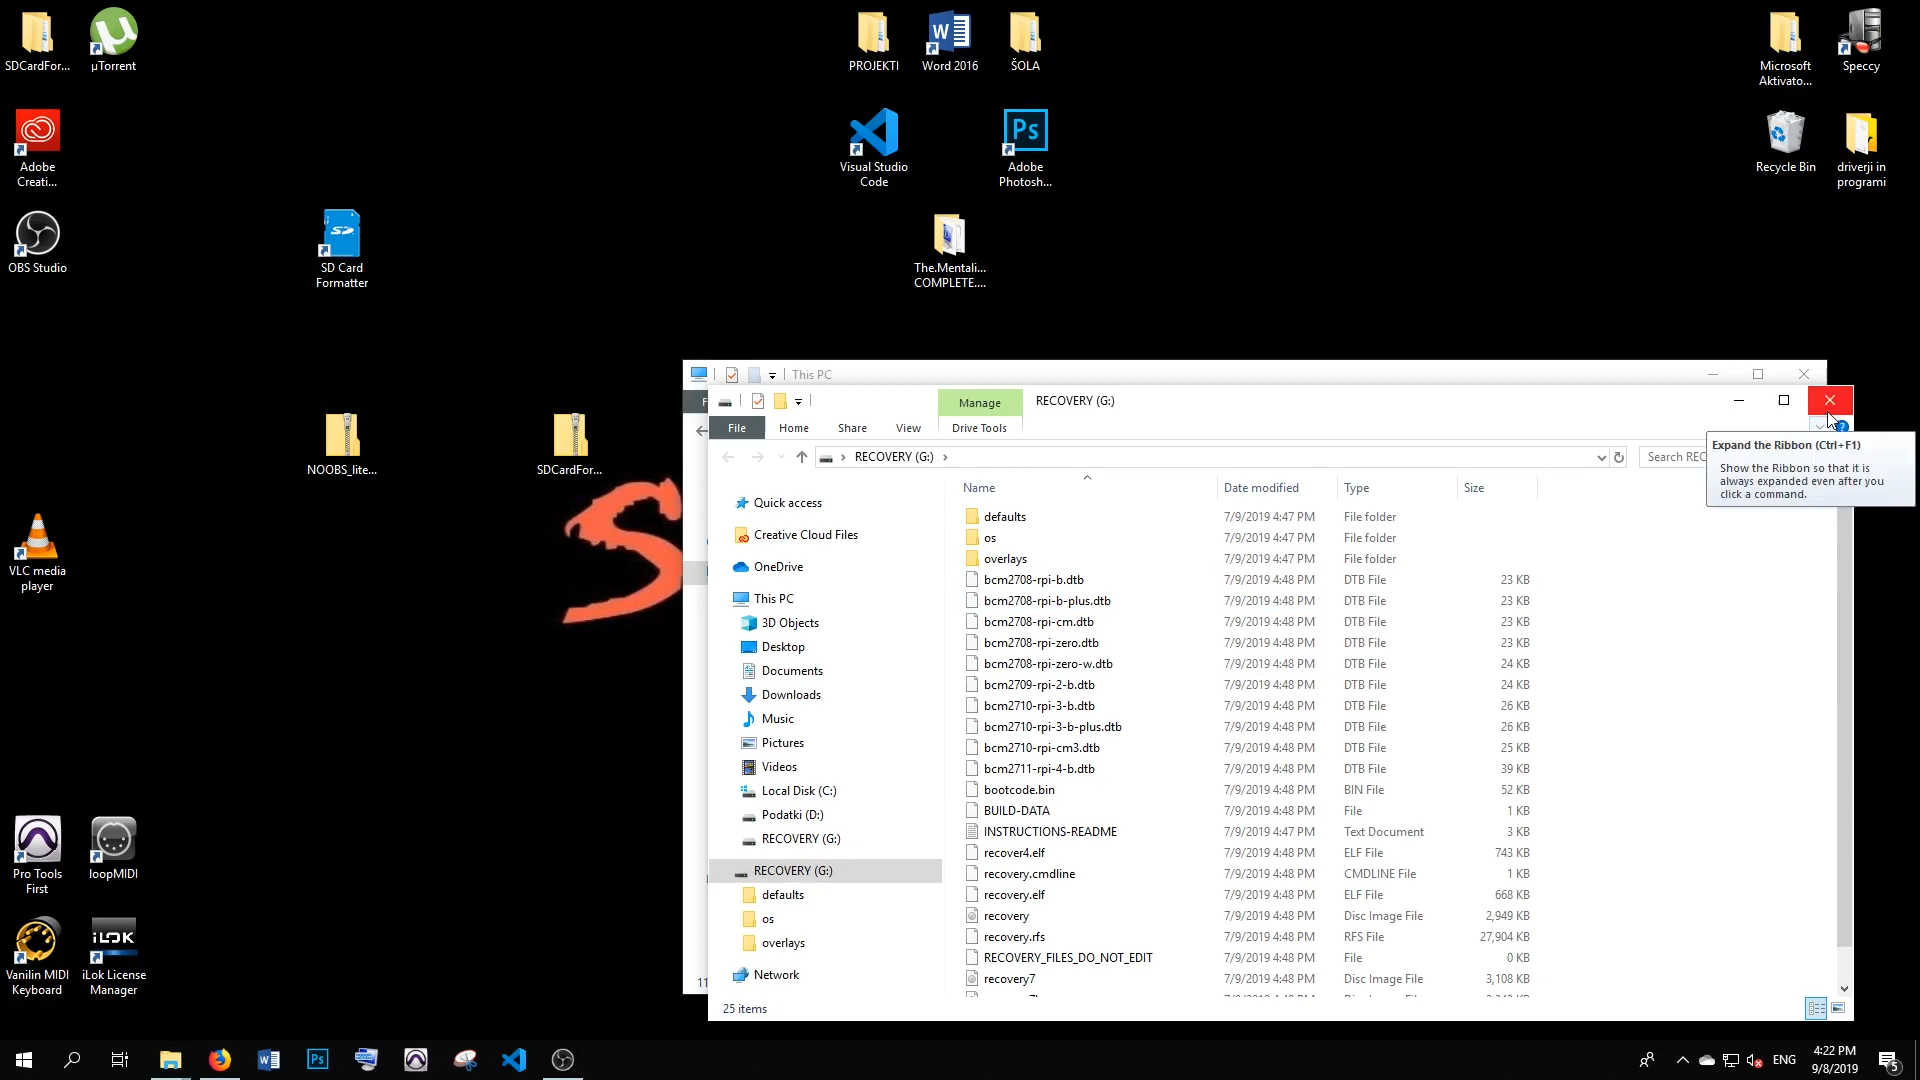 SDCardFor...
µTorrent
PROJEKTI
Word 2016
ŠOLA
Microsoft
Aktivato...
Speccy
Adobe
Creati...
Visual Studio
Code
Ps
Adobe
Photosh...
Recycle Bin
driverji in
programi
OBS Studio
SD Card
Formatter
The.Mentali...
COMPLETE....
This PC
Manage
RECOVERY (G:)
File
Home
Share
View
Drive Tools
Expand the Ribbon (Ctrl+F1)
Show the Ribbon so that it is
always expanded even after you
click a command.
RECOVERY (G:)
Search REC
NOOBS_lite...
SDCardFor...
VLC media
player
Pro Tools
First
loopMIDI
Vanilin MIDI
Keyboard
iLOK
iLok License
Manager
Quick access
Creative Cloud Files
OneDrive
This PC
3D Objects
Desktop
Documents
Downloads
Music
Pictures
Videos
Local Disk (C:)
Podatki (D:)
RECOVERY (G:)
RECOVERY (G:)
defaults
os
overlays
Network
Name Date modified Type Size
defaults 7/9/2019 4:47 PM File folder
os 7/9/2019 4:47 PM File folder
overlays 7/9/2019 4:47 PM File folder
bcm2708-rpi-b.dtb 7/9/2019 4:48 PM DTB File 23 KB
bcm2708-rpi-b-plus.dtb 7/9/2019 4:48 PM DTB File 23 KB
bcm2708-rpi-cm.dtb 7/9/2019 4:48 PM DTB File 23 KB
bcm2708-rpi-zero.dtb 7/9/2019 4:48 PM DTB File 23 KB
bcm2708-rpi-zero-w.dtb 7/9/2019 4:48 PM DTB File 24 KB
bcm2709-rpi-2-b.dtb 7/9/2019 4:48 PM DTB File 24 KB
bcm2710-rpi-3-b.dtb 7/9/2019 4:48 PM DTB File 26 KB
bcm2710-rpi-3-b-plus.dtb 7/9/2019 4:48 PM DTB File 26 KB
bcm2710-rpi-cm3.dtb 7/9/2019 4:48 PM DTB File 25 KB
bcm2711-rpi-4-b.dtb 7/9/2019 4:48 PM DTB File 39 KB
bootcode.bin 7/9/2019 4:48 PM BIN File 52 KB
BUILD-DATA 7/9/2019 4:48 PM File 1 KB
INSTRUCTIONS-README 7/9/2019 4:47 PM Text Document 3 KB
recover4.elf 7/9/2019 4:48 PM ELF File 743 KB
recovery.cmdline 7/9/2019 4:48 PM CMDLINE File 1 KB
recovery.elf 7/9/2019 4:48 PM ELF File 668 KB
recovery 7/9/2019 4:48 PM Disc Image File 2,949 KB
recovery.rfs 7/9/2019 4:48 PM RFS File 27,904 KB
RECOVERY_FILES_DO_NOT_EDIT 7/9/2019 4:48 PM File 0 KB
recovery7 7/9/2019 4:48 PM Disc Image File 3,108 KB
25 items
ENG
4:22 PM
9/8/2019
5